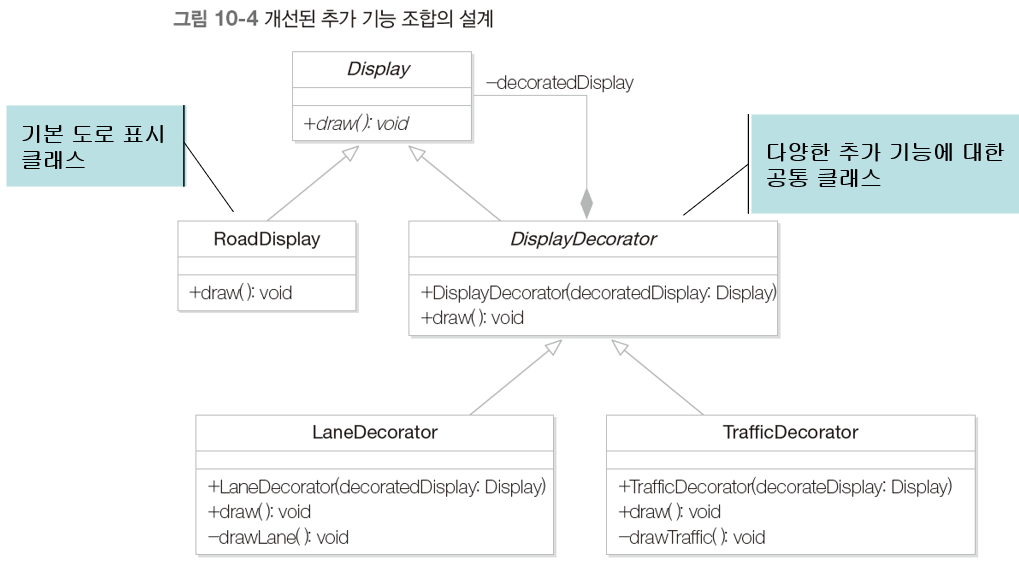 그림 10-4 개선된 추가 기능 조합의 설계
Display
+draw(): void
–decoratedDisplay
기본 도로 표시
클래스
다양한 추가 기능에 대한
공통 클래스
RoadDisplay
+draw(): void
DisplayDecorator
+DisplayDecorator(decoratedDisplay: Display)
+draw(): void
LaneDecorator
+LaneDecorator(decoratedDisplay: Display)
+draw(): void
–drawLane(): void
TrafficDecorator
+TrafficDecorator(decorateDisplay: Display)
+draw(): void
–drawTraffic(): void